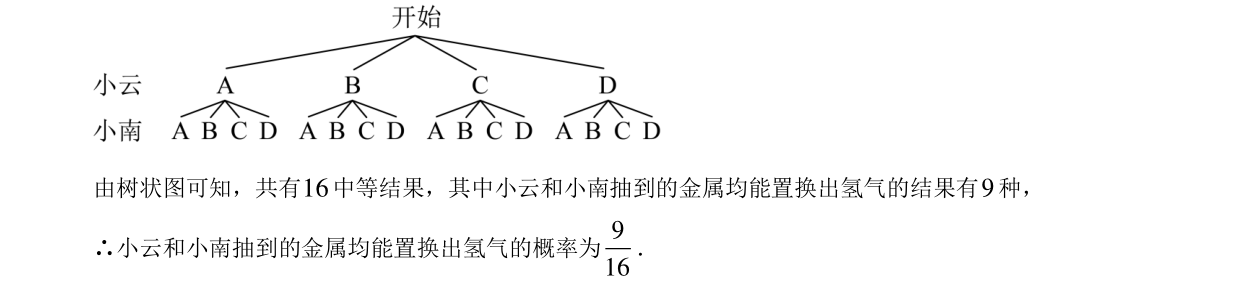 开始
小云 A B C D
小南 A B C D A B C D A B C D A B C D
由树状图可知，共有16中等结果，其中小云和小南抽到的金属均能置换出氢气的结果有9种，
∴小云和小南抽到的金属均能置换出氢气的概率为9/16.